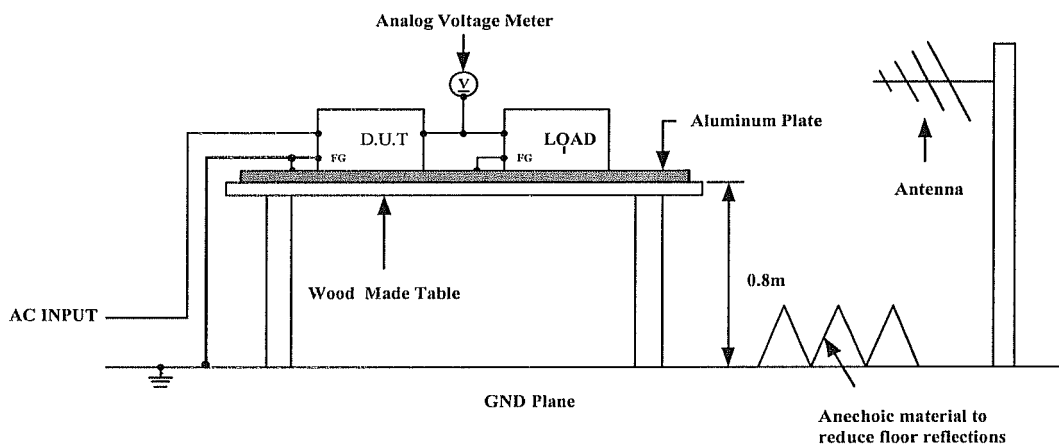 Analog Voltage Meter
V
D.U.T
LOAD
FG
FG
Aluminum Plate
Antenna
Wood Made Table
0.8m
AC INPUT
GND Plane
Anechoic material to
reduce floor reflections